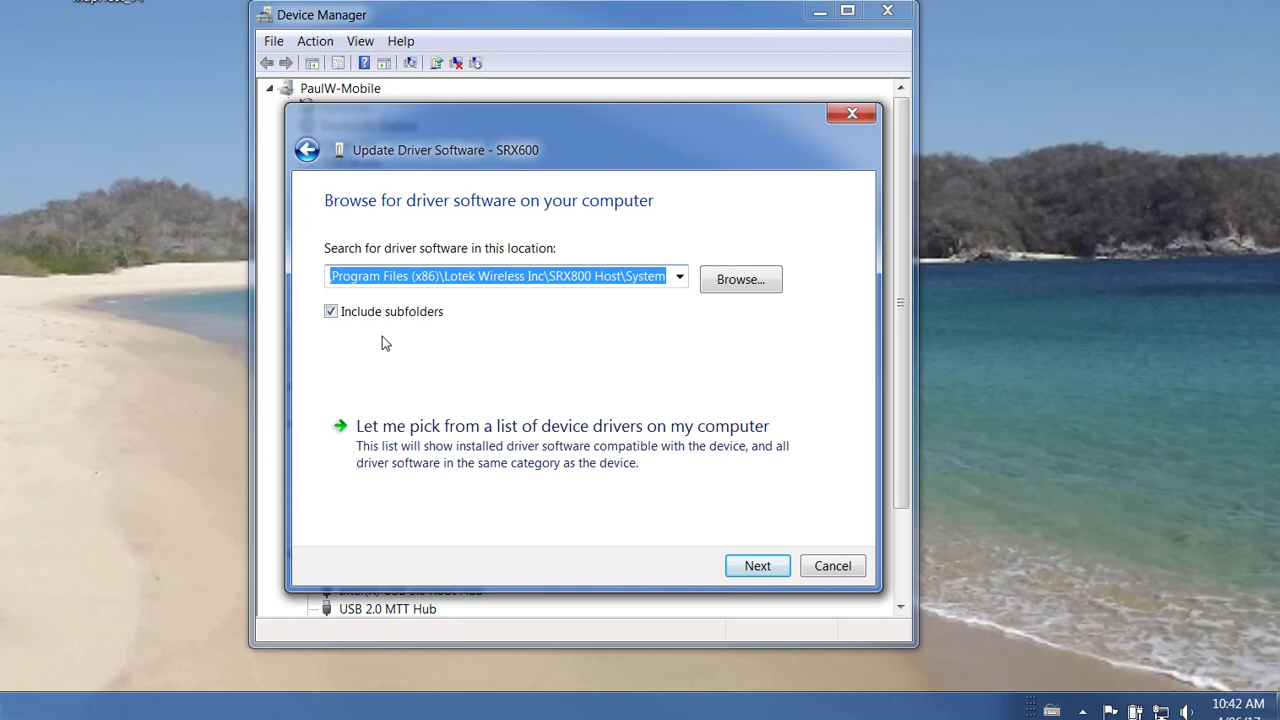 Device Manager
File Action View Help
PaulW-Mobile
Update Driver Software - SRX600
Browse for driver software on your computer
Search for driver software in this location:
\Program Files (x86)\Lotek Wireless Inc\SRX800 Host\System
Browse...
Include subfolders
Let me pick from a list of device drivers on my computer
This list will show installed driver software compatible with the device, and all
driver software in the same category as the device.
Next Cancel
USB 2.0 MTT Hub
10:42 AM